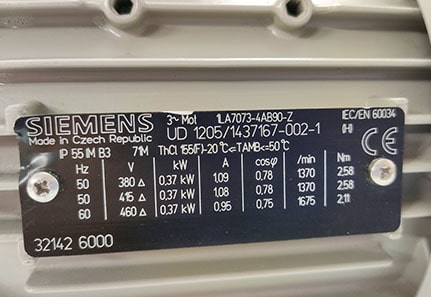 SIEMENS 3~ Mot 1LA7073-4AB90-Z IEC/EN 60034
Made in Czech Republic UD 1205/1437167-002-1 (H) CE
IP 55 IM B3 71M ThCl 155(F)-20°C<=TAMB<=50°C
Hz V kW A cosφ /min Nm
50 380 Δ 0,37 kW 1,09 0,78 1370 2,58
50 415 Δ 0,37 kW 1,08 0,78 1370 2,58
60 460 Δ 0,37 kW 0,95 0,75 1675 2,11
32142 6000